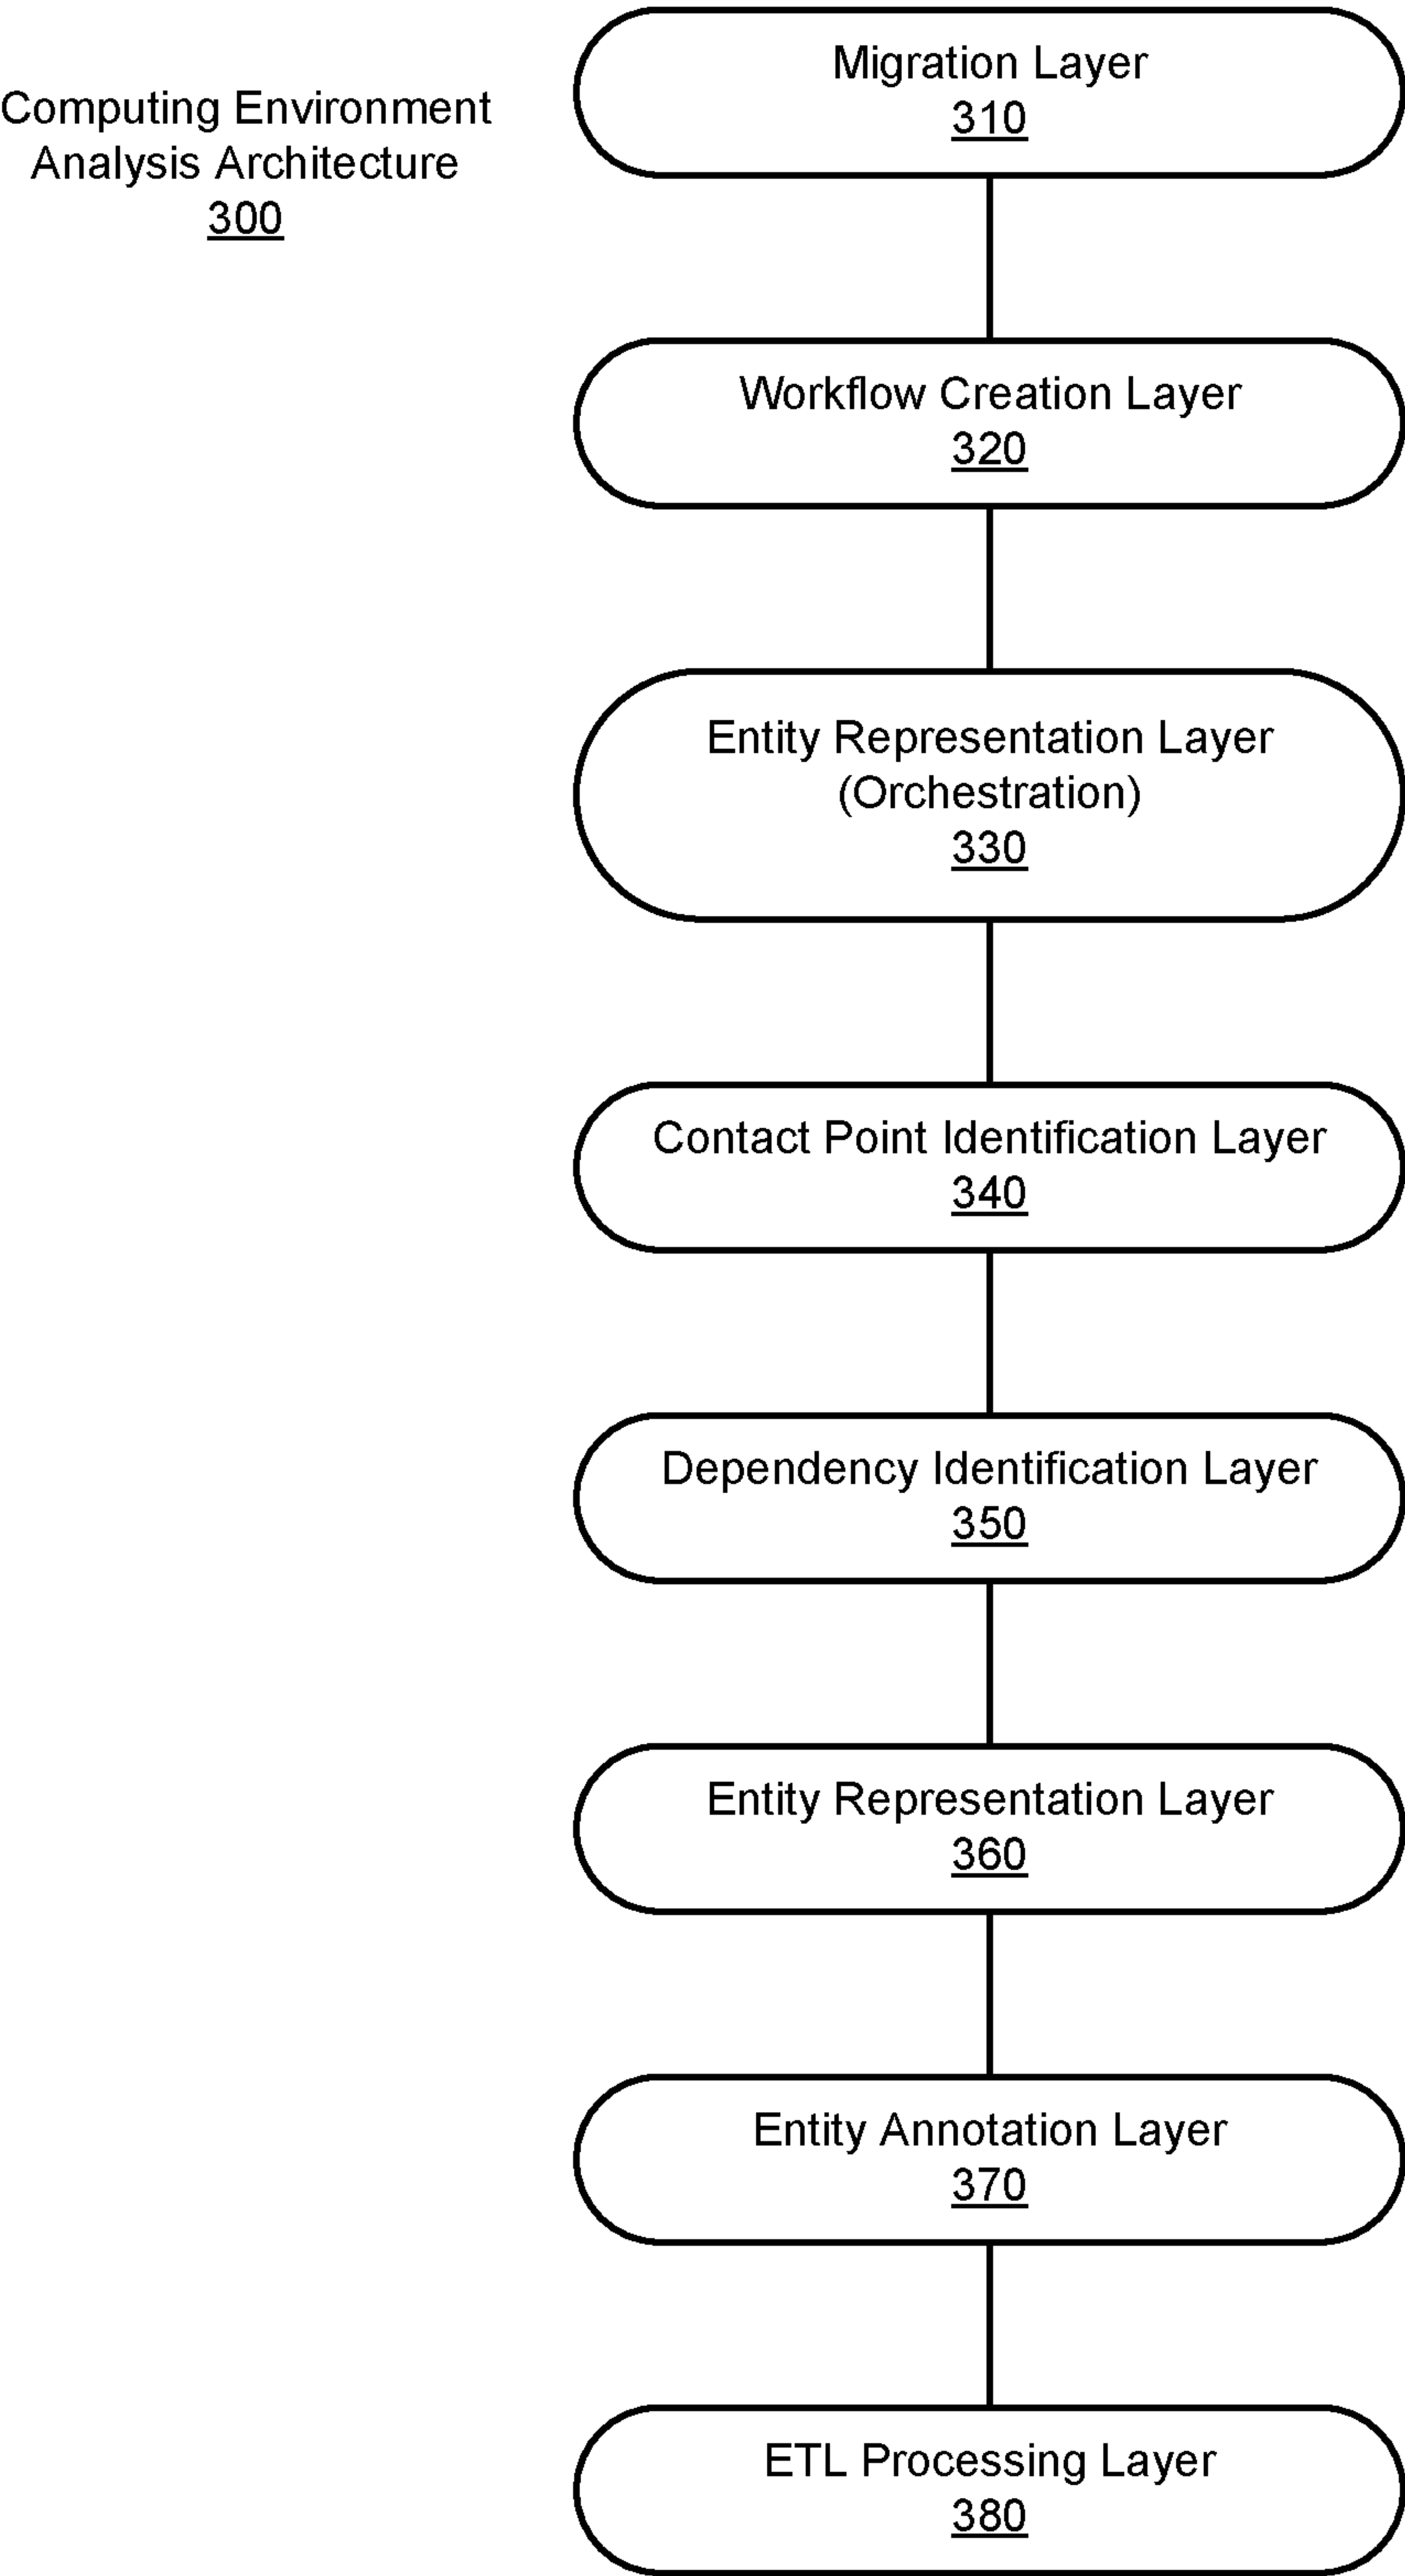 Computing Environment
Analysis Architecture
300
Migration Layer
310
Workflow Creation Layer
320
Entity Representation Layer
(Orchestration)
330
Contact Point Identification Layer
340
Dependency Identification Layer
350
Entity Representation Layer
360
Entity Annotation Layer
370
ETL Processing Layer
380